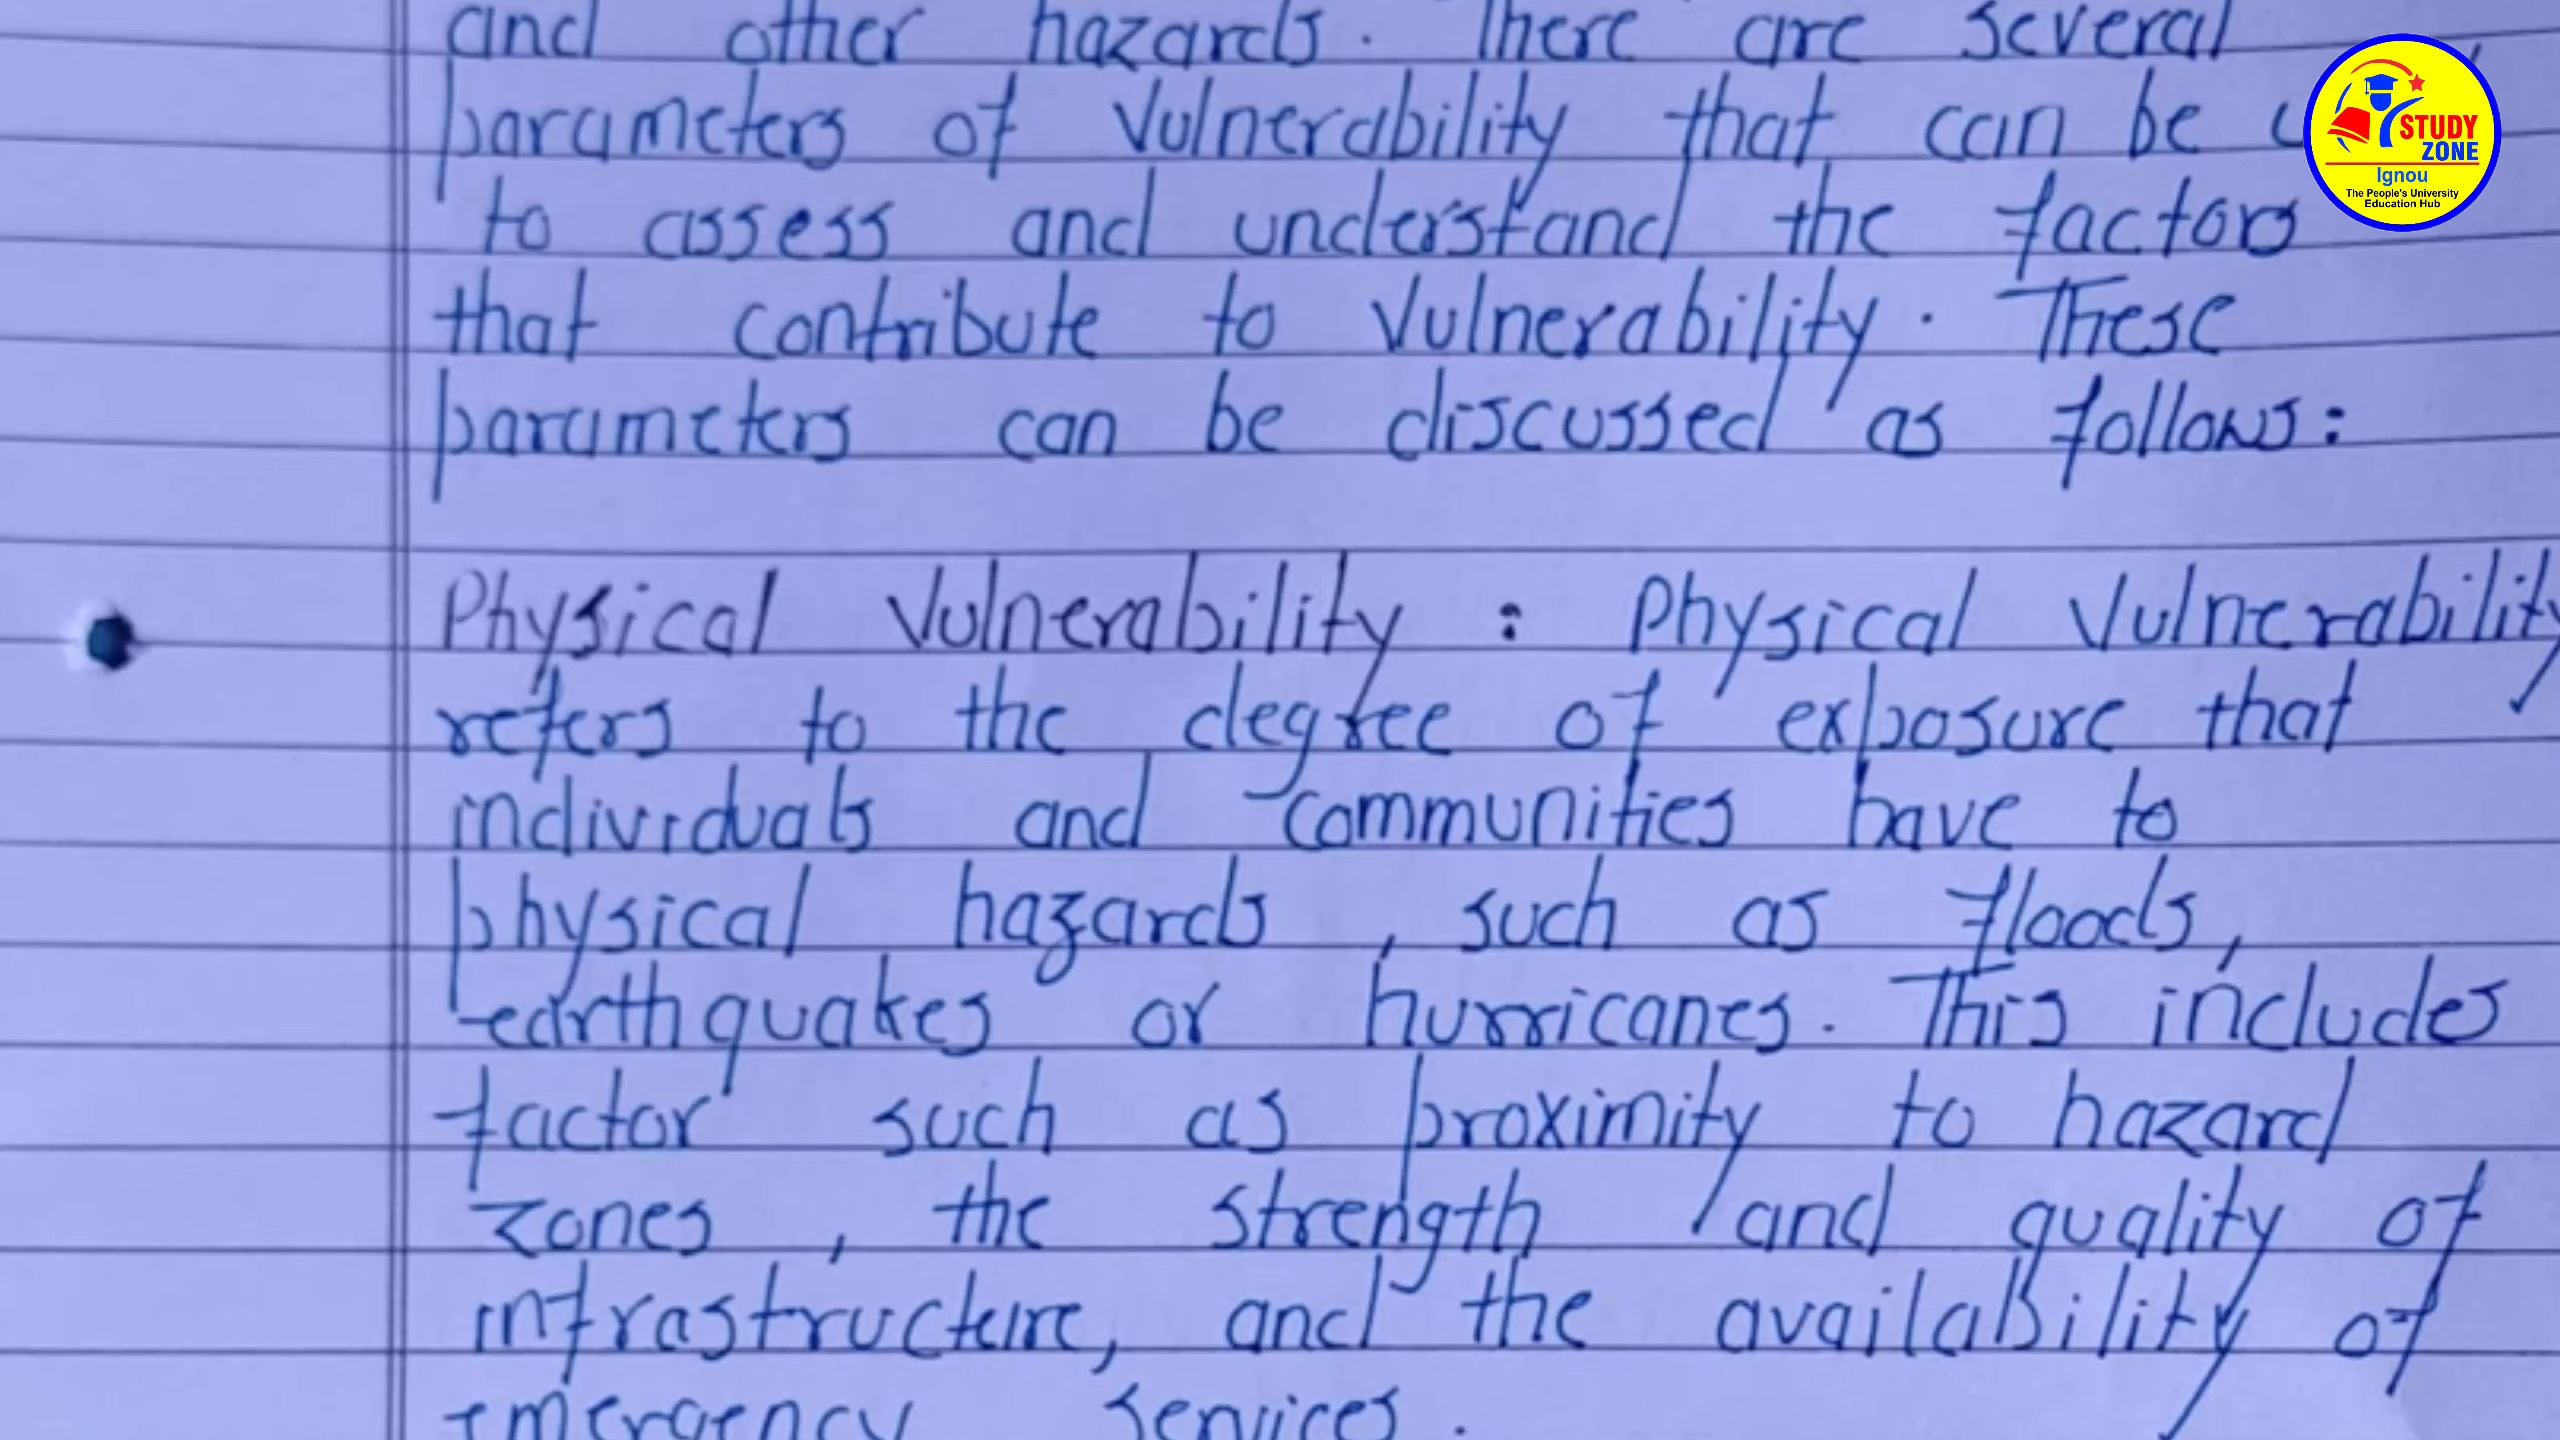 and other hazards. There are several
parameters of Vulnerability that can be
to assess and understand the factors
that contribute to Vulnerability. These
parameters can be discussed as follows:
Physical Vulnerability : Physical Vulnerability
refers to the degree of exposure that
individuals and communities have to
physical hazards, such as floods,
earthquakes or hurricanes. This includes
factor such as proximity to hazard
zones, the strength and quality of
infrastructure, and the availability of
emergency services.
STUDY
ZONE
Ignou
The People's University
Education Hub